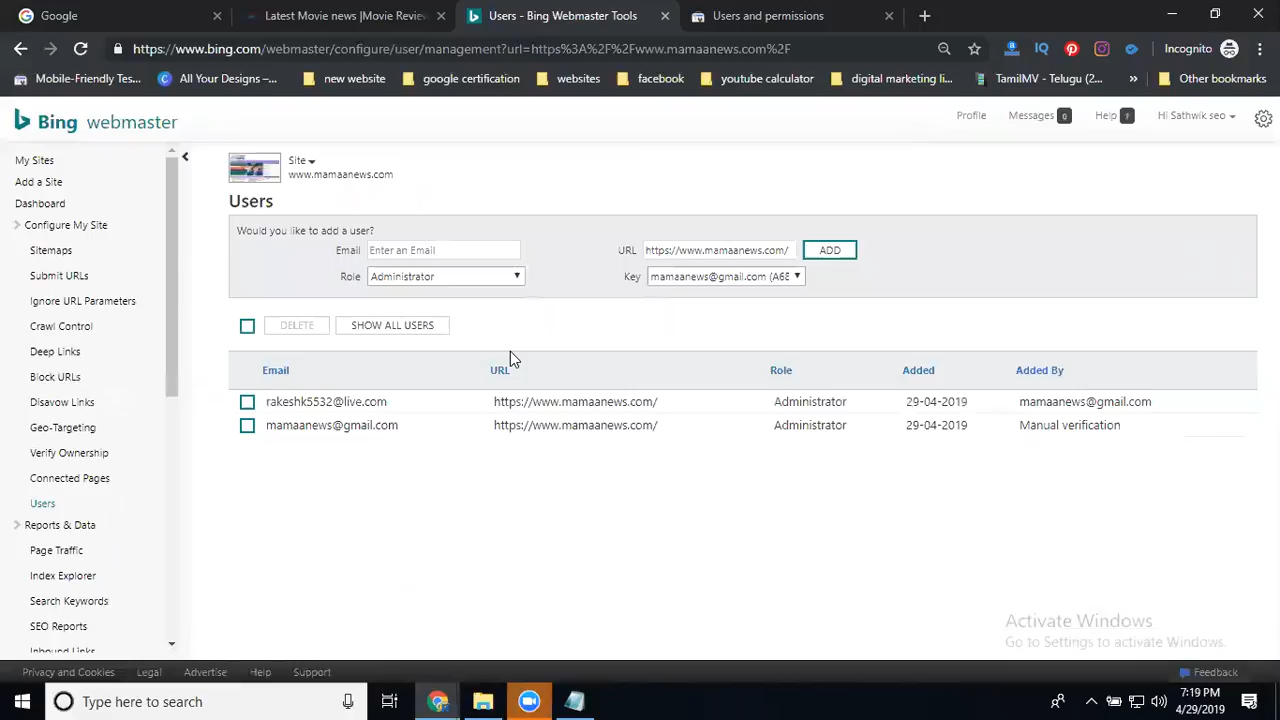 Google
Latest Movie news |Movie Review
Users - Bing Webmaster Tools
Users and permissions
https://www.bing.com/webmaster/configure/user/management?url=https%3A%2F%2Fwww.mamaanews.com%2F
Incognito
Mobile-Friendly Tes...
All Your Designs –...
new website
google certification
websites
facebook
youtube calculator
digital marketing li...
TamilMV - Telugu (2...
Other bookmarks
Bing webmaster
Profile
Messages 0
Help ?
Hi Sathwik seo
My Sites
Add a Site
Dashboard
Configure My Site
Sitemaps
Submit URLs
Ignore URL Parameters
Crawl Control
Deep Links
Block URLs
Disavow Links
Geo-Targeting
Verify Ownership
Connected Pages
Users
Reports & Data
Page Traffic
Index Explorer
Search Keywords
SEO Reports
Inbound Links
Site
www.mamaanews.com
Users
Would you like to add a user?
Email Enter an Email
URL https://www.mamaanews.com/ ADD
Role Administrator
Key mamaanews@gmail.com (A6E
DELETE SHOW ALL USERS
Email URL Role Added Added By
rakeshk5532@live.com https://www.mamaanews.com/ Administrator 29-04-2019 mamaanews@gmail.com
mamaanews@gmail.com https://www.mamaanews.com/ Administrator 29-04-2019 Manual verification
Activate Windows
Go to Settings to activate Windows.
Privacy and Cookies Legal Advertise Help Support
Feedback
Type here to search
7:19 PM
4/29/2019